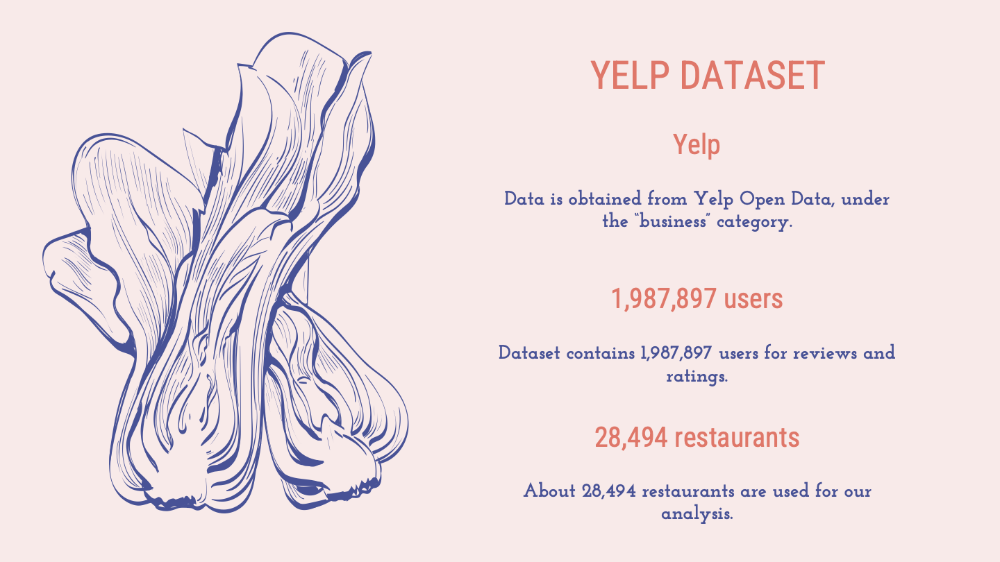 YELP DATASET
Yelp
Data is obtained from Yelp Open Data, under
the “business” category.
1,987,897 users
Dataset contains 1,987,897 users for reviews and
ratings.
28,494 restaurants
About 28,494 restaurants are used for our
analysis.